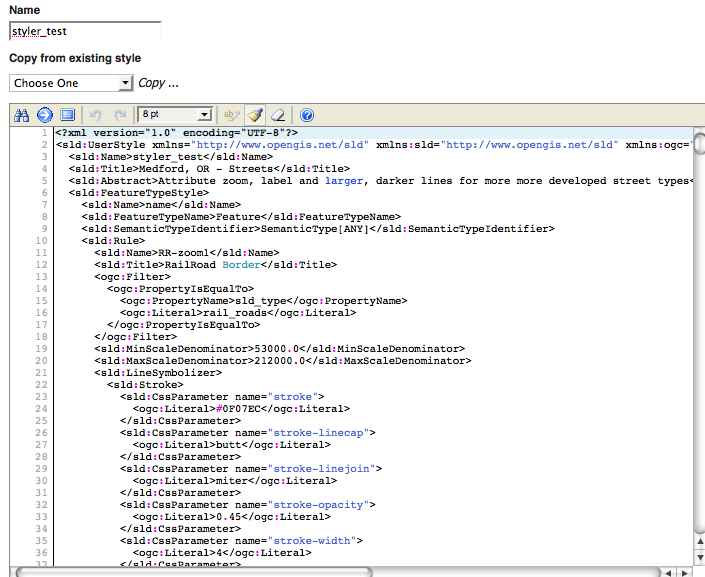 Name
styler_test
Copy from existing style
Choose One Copy ...
8 pt
1 <?xml version="1.0" encoding="UTF-8"?>
2 <sld:UserStyle xmlns="http://www.opengis.net/sld" xmlns:sld="http://www.opengis.net/sld" xmlns:ogc="
3 <sld:Name>styler_test</sld:Name>
4 <sld:Title>Medford, OR - Streets</sld:Title>
5 <sld:Abstract>Attribute zoom, label and larger, darker lines for more more developed street types<
6 <sld:FeatureTypeStyle>
7 <sld:Name>name</sld:Name>
8 <sld:FeatureTypeName>Feature</sld:FeatureTypeName>
9 <sld:SemanticTypeIdentifier>SemanticType[ANY]</sld:SemanticTypeIdentifier>
10 <sld:Rule>
11 <sld:Name>RR-zoom1</sld:Name>
12 <sld:Title>RailRoad Border</sld:Title>
13 <ogc:Filter>
14 <ogc:PropertyIsEqualTo>
15 <ogc:PropertyName>sld_type</ogc:PropertyName>
16 <ogc:Literal>rail_roads</ogc:Literal>
17 </ogc:PropertyIsEqualTo>
18 </ogc:Filter>
19 <sld:MinScaleDenominator>53000.0</sld:MinScaleDenominator>
20 <sld:MaxScaleDenominator>212000.0</sld:MaxScaleDenominator>
21 <sld:LineSymbolizer>
22 <sld:Stroke>
23 <sld:CssParameter name="stroke">
24 <ogc:Literal>#0F07EC</ogc:Literal>
25 </sld:CssParameter>
26 <sld:CssParameter name="stroke-linecap">
27 <ogc:Literal>butt</ogc:Literal>
28 </sld:CssParameter>
29 <sld:CssParameter name="stroke-linejoin">
30 <ogc:Literal>miter</ogc:Literal>
31 </sld:CssParameter>
32 <sld:CssParameter name="stroke-opacity">
33 <ogc:Literal>0.45</ogc:Literal>
34 </sld:CssParameter>
35 <sld:CssParameter name="stroke-width">
36 <ogc:Literal>4</ogc:Literal>
37 </sld:CssParameter>